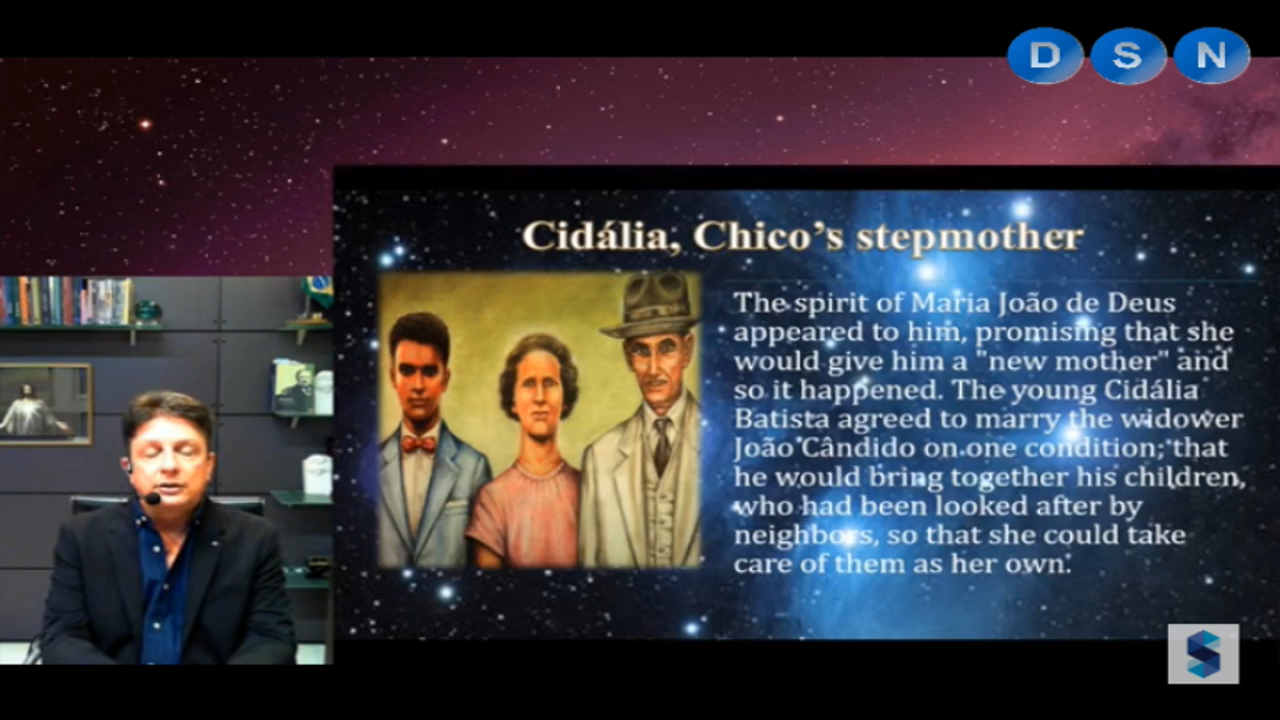 D S N
Cidália, Chico's stepmother
The spirit of Maria João de Deus
appeared to him, promising that she
would give him a "new mother" and
so it happened. The young Cidália
Batista agreed to marry the widower
João Cândido on one condition; that
he would bring together his children,
who had been looked after by
neighbors, so that she could take
care of them as her own.
S